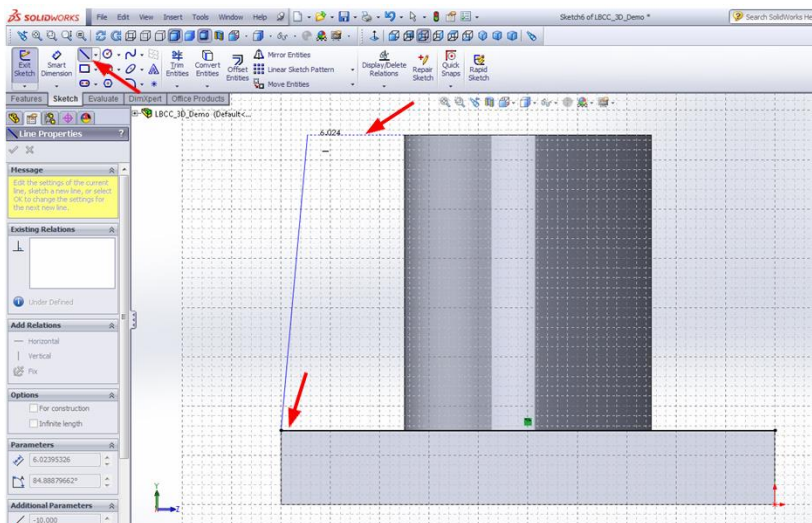 SOLIDWORKS File Edit View Insert Tools Window Help Sketch6 of LBCC_3D_Demo * Search SolidWorks He
Exit Sketch
Smart Dimension
Trim Entities
Convert Entities
Offset Entities
Mirror Entities
Linear Sketch Pattern
Move Entities
Display/Delete Relations
Repair Sketch
Quick Snaps
Rapid Sketch
Features Sketch Evaluate DimXpert Office Products
LBCC_3D_Demo (Default<...
Line Properties ?
Message
Edit the settings of the current
line, sketch a new line, or select
OK to change the settings for
the next new line.
Existing Relations
Under Defined
Add Relations
Horizontal
Vertical
Fix
Options
For construction
Infinite length
Parameters
6.02395326
84.88879662°
Additional Parameters
-10.000
6.024
Y
Z